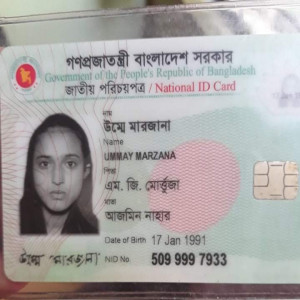 গণপ্রজাতন্ত্রী বাংলাদেশ সরকার
Government of the People's Republic of Bangladesh
জাতীয় পরিচয়পত্র / National ID Card
নাম
উম্মে মারজানা
Name
UMMAY MARZANA
পিতা
এম. জি. মোর্ত্তুজা
মাতা
আজমিন নাহার
Date of Birth 17 Jan 1991
উম্মে মারজানা
NID No. 509 999 7933